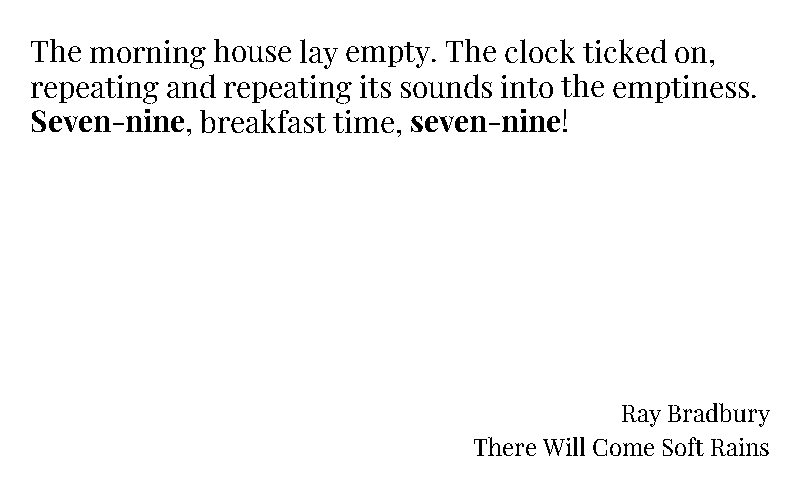 The morning house lay empty. The clock ticked on,
repeating and repeating its sounds into the emptiness.
Seven-nine, breakfast time, seven-nine!
Ray Bradbury
There Will Come Soft Rains